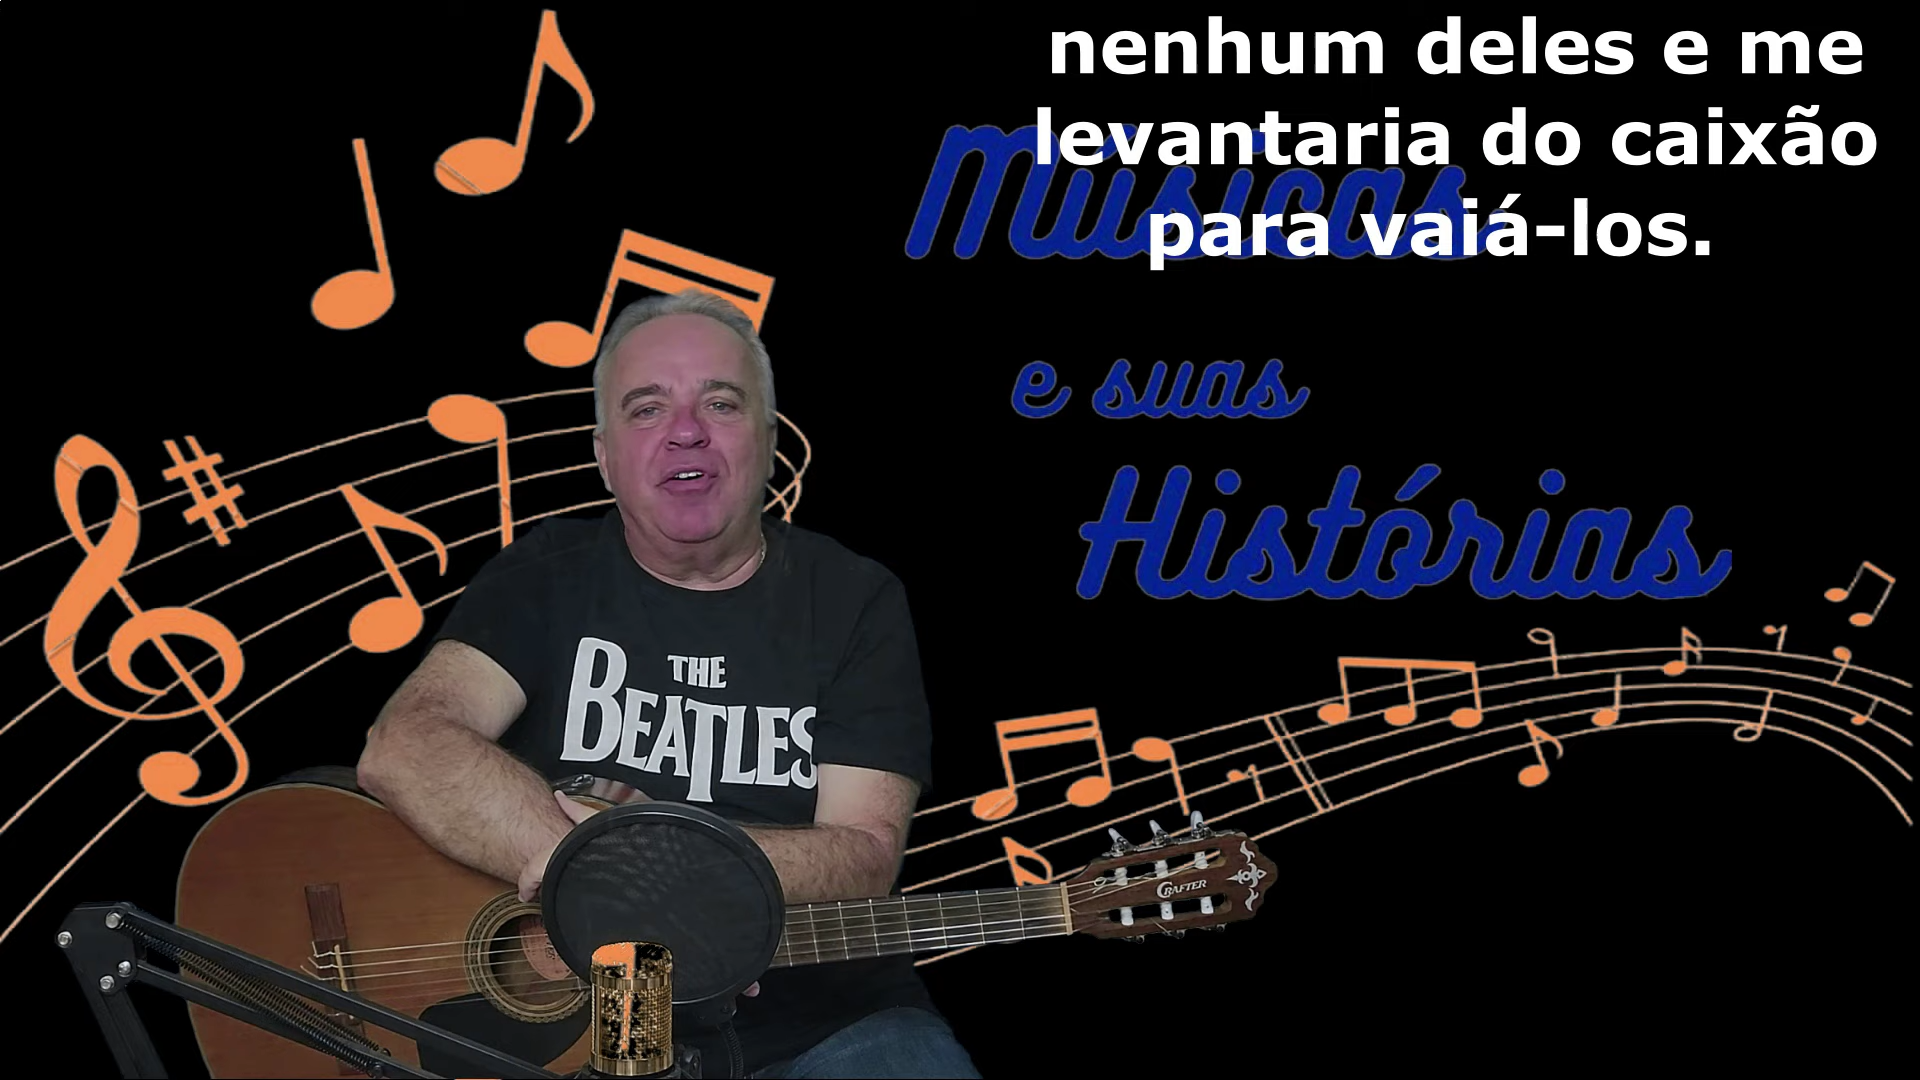 nenhum deles e me
levantaria do caixão
para vaiá-los.
Músicas
e suas
Histórias
THE
BEATLES
CRAFTER